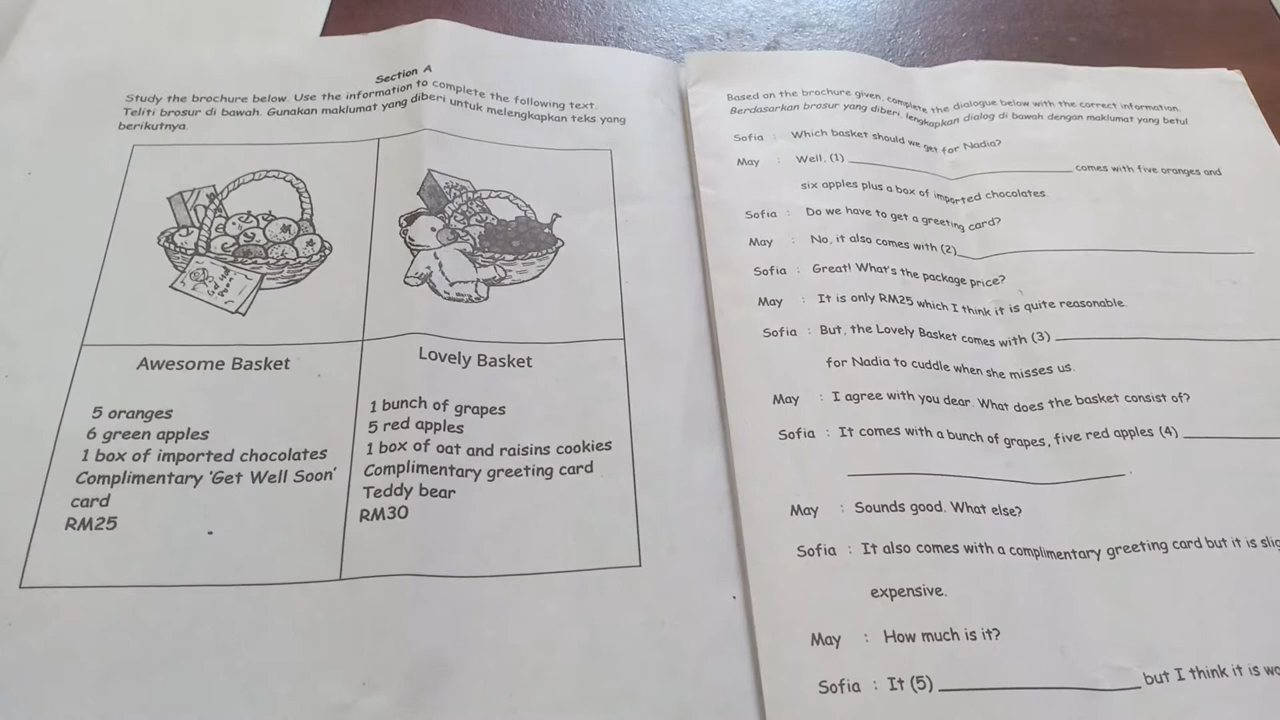 Section A
Study the brochure below. Use the information to complete the following text.
Teliti brosur di bawah. Gunakan maklumat yang diberi untuk melengkapkan teks yang
berikutnya.
Awesome Basket
5 oranges
6 green apples
1 box of imported chocolates
Complimentary 'Get Well Soon'
card
RM25
Lovely Basket
1 bunch of grapes
5 red apples
1 box of oat and raisins cookies
Complimentary greeting card
Teddy bear
RM30
Based on the brochure given, complete the dialogue below with the correct information.
Berdasarkan brosur yang diberi, lengkapkan dialog di bawah dengan maklumat yang betul
Sofia : Which basket should we get for Nadia?
May : Well, (1) ____________________ comes with five oranges and
six apples plus a box of imported chocolates.
Sofia : Do we have to get a greeting card?
May : No, it also comes with (2)____________________
Sofia : Great! What's the package price?
May : It is only RM25 which I think it is quite reasonable.
Sofia : But, the Lovely Basket comes with (3) ____________________
for Nadia to cuddle when she misses us.
May : I agree with you dear. What does the basket consist of?
Sofia : It comes with a bunch of grapes, five red apples (4) __________
____________________ .
May : Sounds good. What else?
Sofia : It also comes with a complimentary greeting card but it is
expensive.
May : How much is it?
Sofia : It (5) ____________________ but I think it is